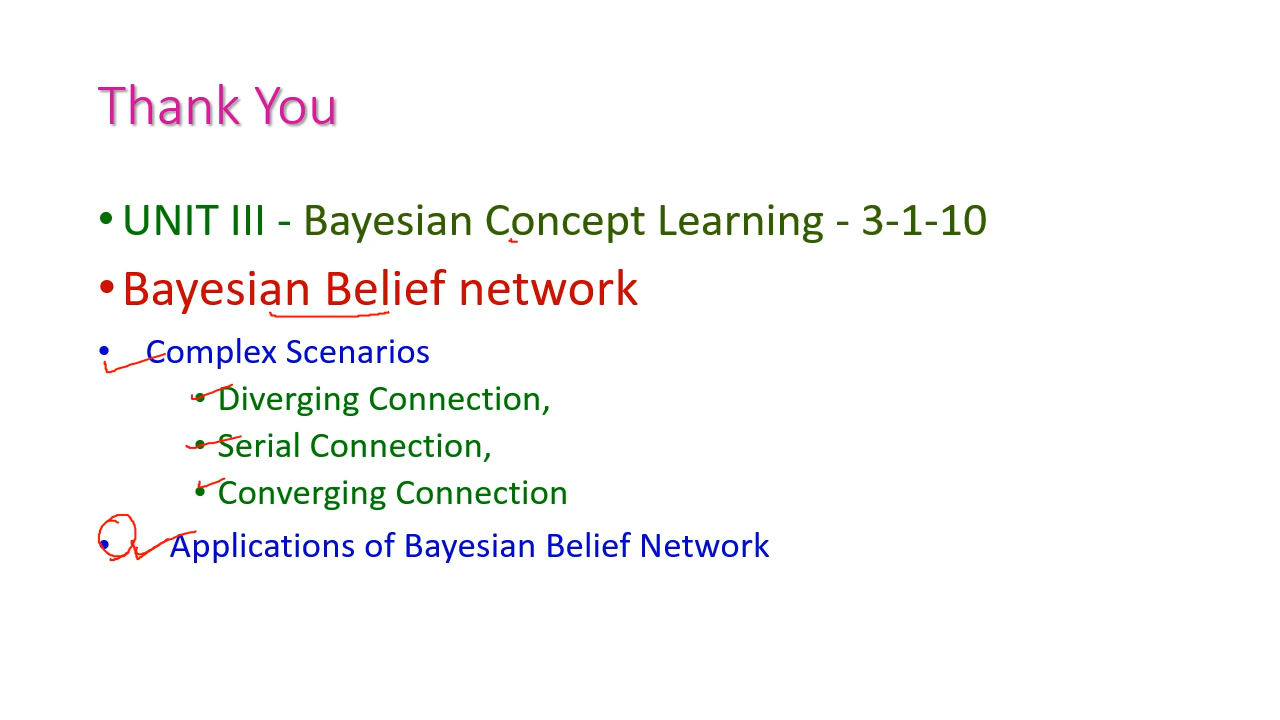 Thank You
•UNIT III - Bayesian Concept Learning - 3-1-10
•Bayesian Belief network
• Complex Scenarios
• Diverging Connection,
• Serial Connection,
• Converging Connection
• Applications of Bayesian Belief Network